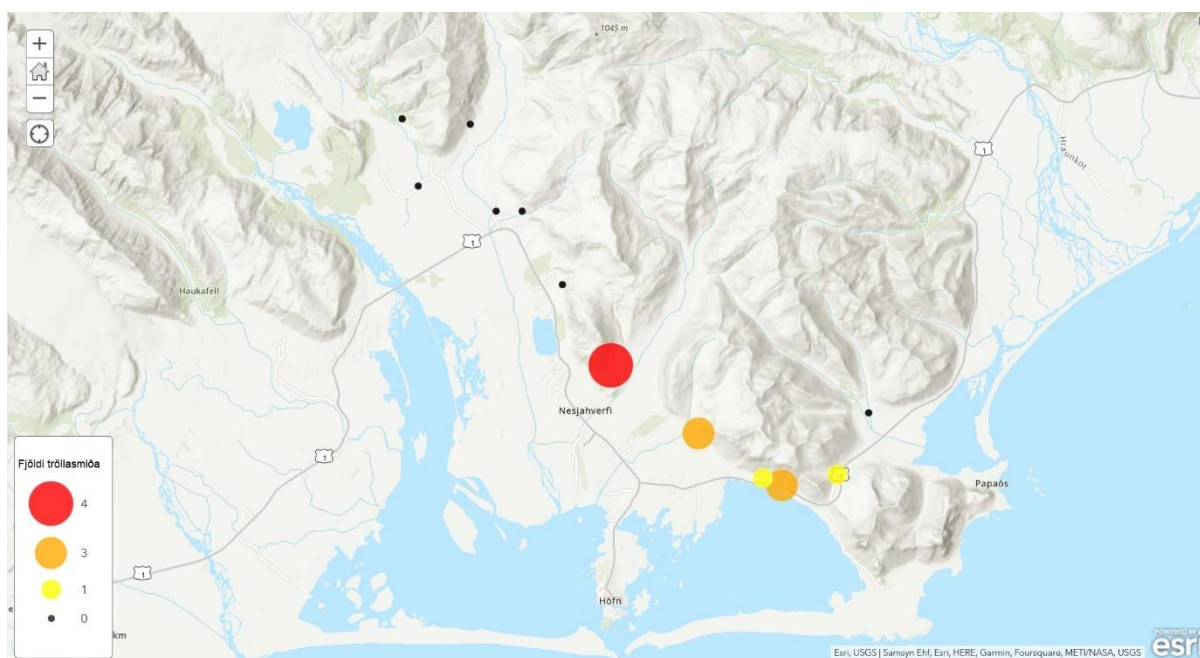 +
−
1045 m
1
Hraunkot
1
Haukafell
Nesjahverfi
1
1
Papaós
1
Höfn
Fjöldi tröllasmiða
4
3
1
0
km
Esri, USGS | Samsyn Ehf, Esri, HERE, Garmin, Foursquare, METI/NASA, USGS
POWERED BY
esri